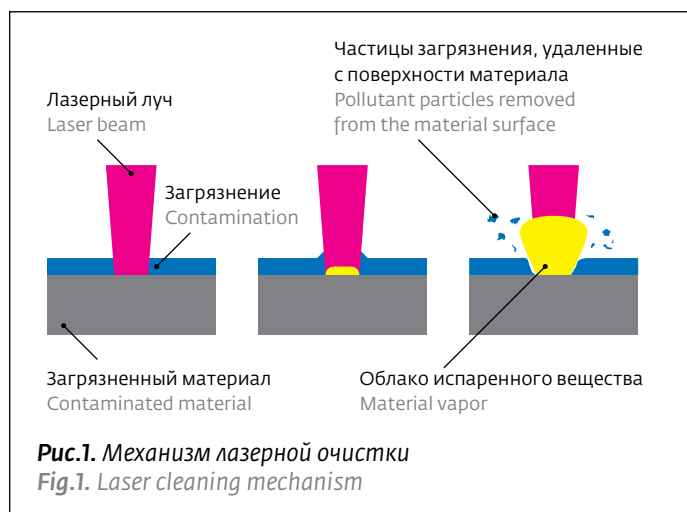 Частицы загрязнения, удаленные
с поверхности материала
Pollutant particles removed
from the material surface
Лазерный луч
Laser beam
Загрязнение
Contamination
Загрязненный материал
Contaminated material
Облако испаренного вещества
Material vapor
Рис.1. Механизм лазерной очистки
Fig.1. Laser cleaning mechanism